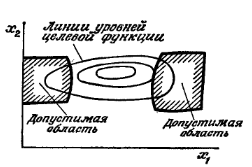 x₂
Линии уровней
целевой функции
Допустимая
область
Допустимая
область
x₁